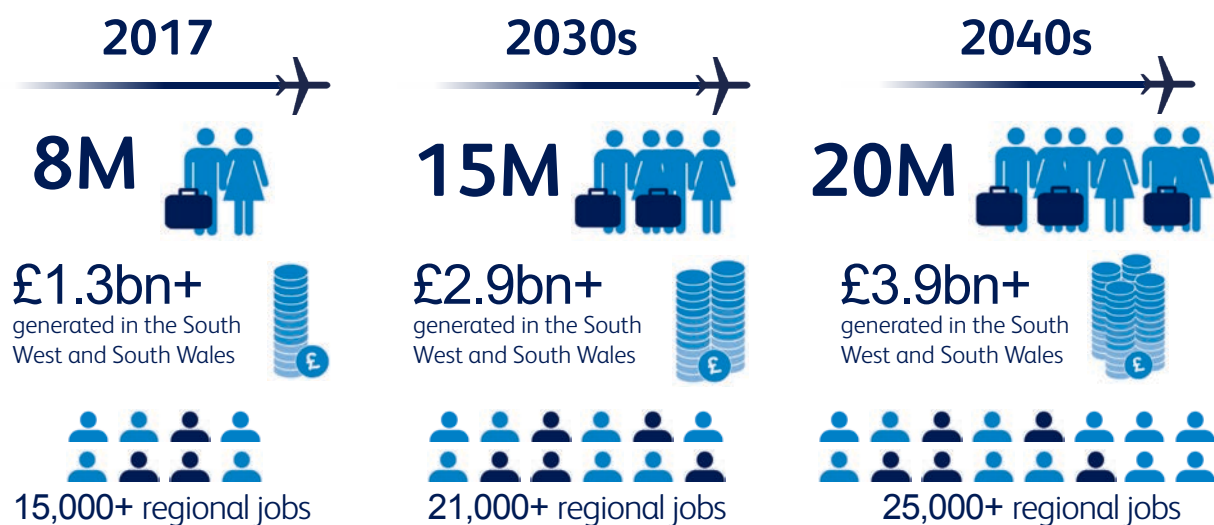 2017
8M
£1.3bn+
generated in the South
West and South Wales
£
15,000+ regional jobs
2030s
15M
£2.9bn+
generated in the South
West and South Wales
£
21,000+ regional jobs
2040s
20M
£3.9bn+
generated in the South
West and South Wales
£
25,000+ regional jobs